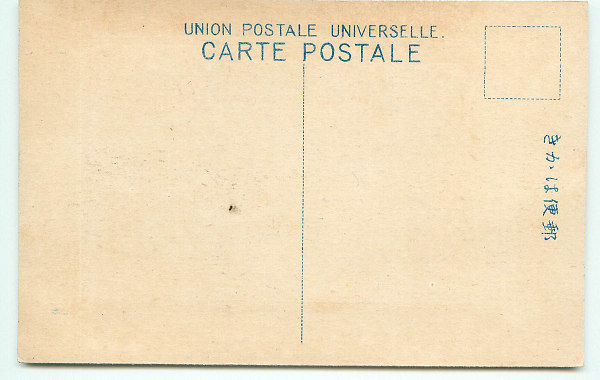 UNION POSTALE UNIVERSELLE.
CARTE POSTALE
きかは便郵